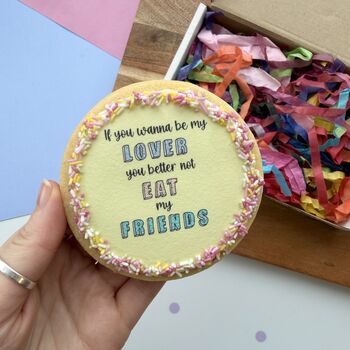 If you wanna be my
LOVER
you better not
EAT
my
FRIENDS